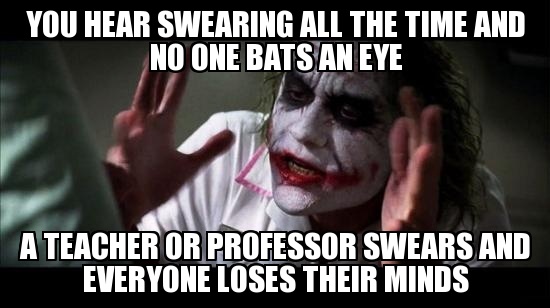 YOU HEAR SWEARING ALL THE TIME AND
NO ONE BATS AN EYE
A TEACHER OR PROFESSOR SWEARS AND
EVERYONE LOSES THEIR MINDS